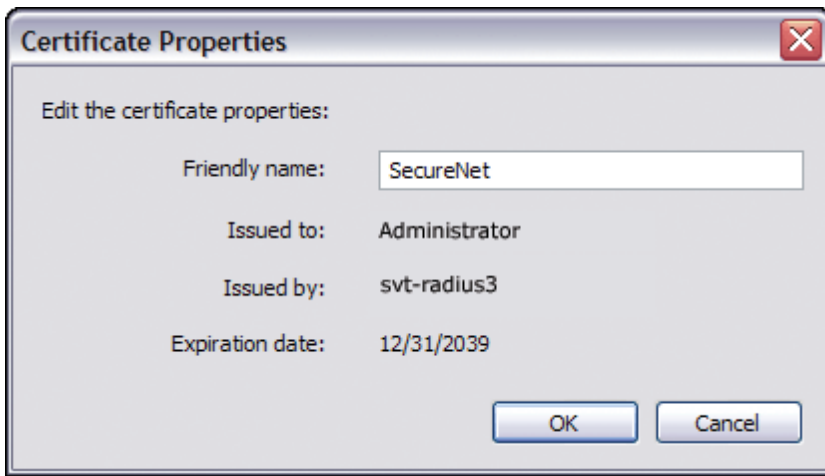 Certificate Properties
Edit the certificate properties:
Friendly name: SecureNet
Issued to: Administrator
Issued by: svt-radius3
Expiration date: 12/31/2039
OK Cancel